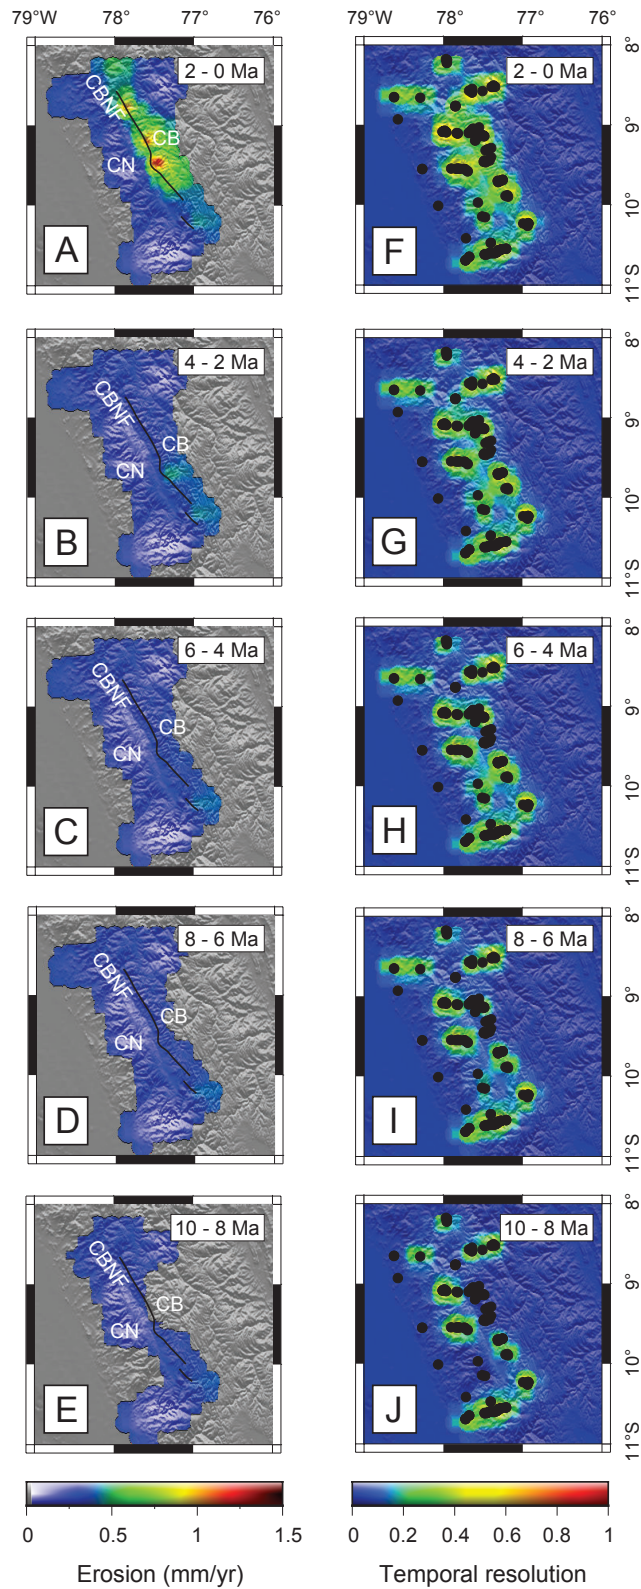 79°W 78° 77° 76° 79° 78° 77° 76°
2 - 0 Ma
CBNF
CB
CN
A
2 - 0 Ma
F
8°
9°
10°
11°S
4 - 2 Ma
CBNF
CB
CN
B
4 - 2 Ma
G
8°
9°
10°
11°S
6 - 4 Ma
CBNF
CB
CN
C
6 - 4 Ma
H
8°
9°
10°
11°S
8 - 6 Ma
CBNF
CB
CN
D
8 - 6 Ma
I
8°
9°
10°
11°S
10 - 8 Ma
CBNF
CB
CN
E
10 - 8 Ma
J
8°
9°
10°
11°S
0 0.5 1 1.5
Erosion (mm/yr)
0 0.2 0.4 0.6 0.8 1
Temporal resolution